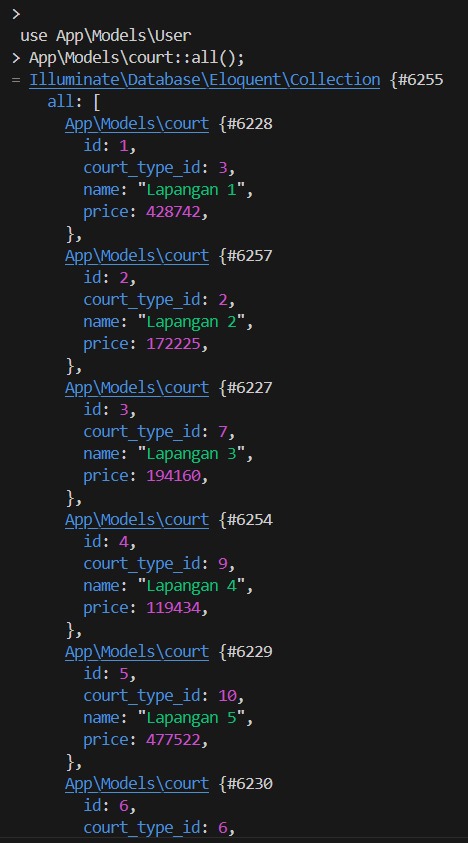 >
use App\Models\User
> App\Models\court::all();
= Illuminate\Database\Eloquent\Collection {#6255
all: [
App\Models\court {#6228
id: 1,
court_type_id: 3,
name: "Lapangan 1",
price: 428742,
},
App\Models\court {#6257
id: 2,
court_type_id: 2,
name: "Lapangan 2",
price: 172225,
},
App\Models\court {#6227
id: 3,
court_type_id: 7,
name: "Lapangan 3",
price: 194160,
},
App\Models\court {#6254
id: 4,
court_type_id: 9,
name: "Lapangan 4",
price: 119434,
},
App\Models\court {#6229
id: 5,
court_type_id: 10,
name: "Lapangan 5",
price: 477522,
},
App\Models\court {#6230
id: 6,
court_type_id: 6,